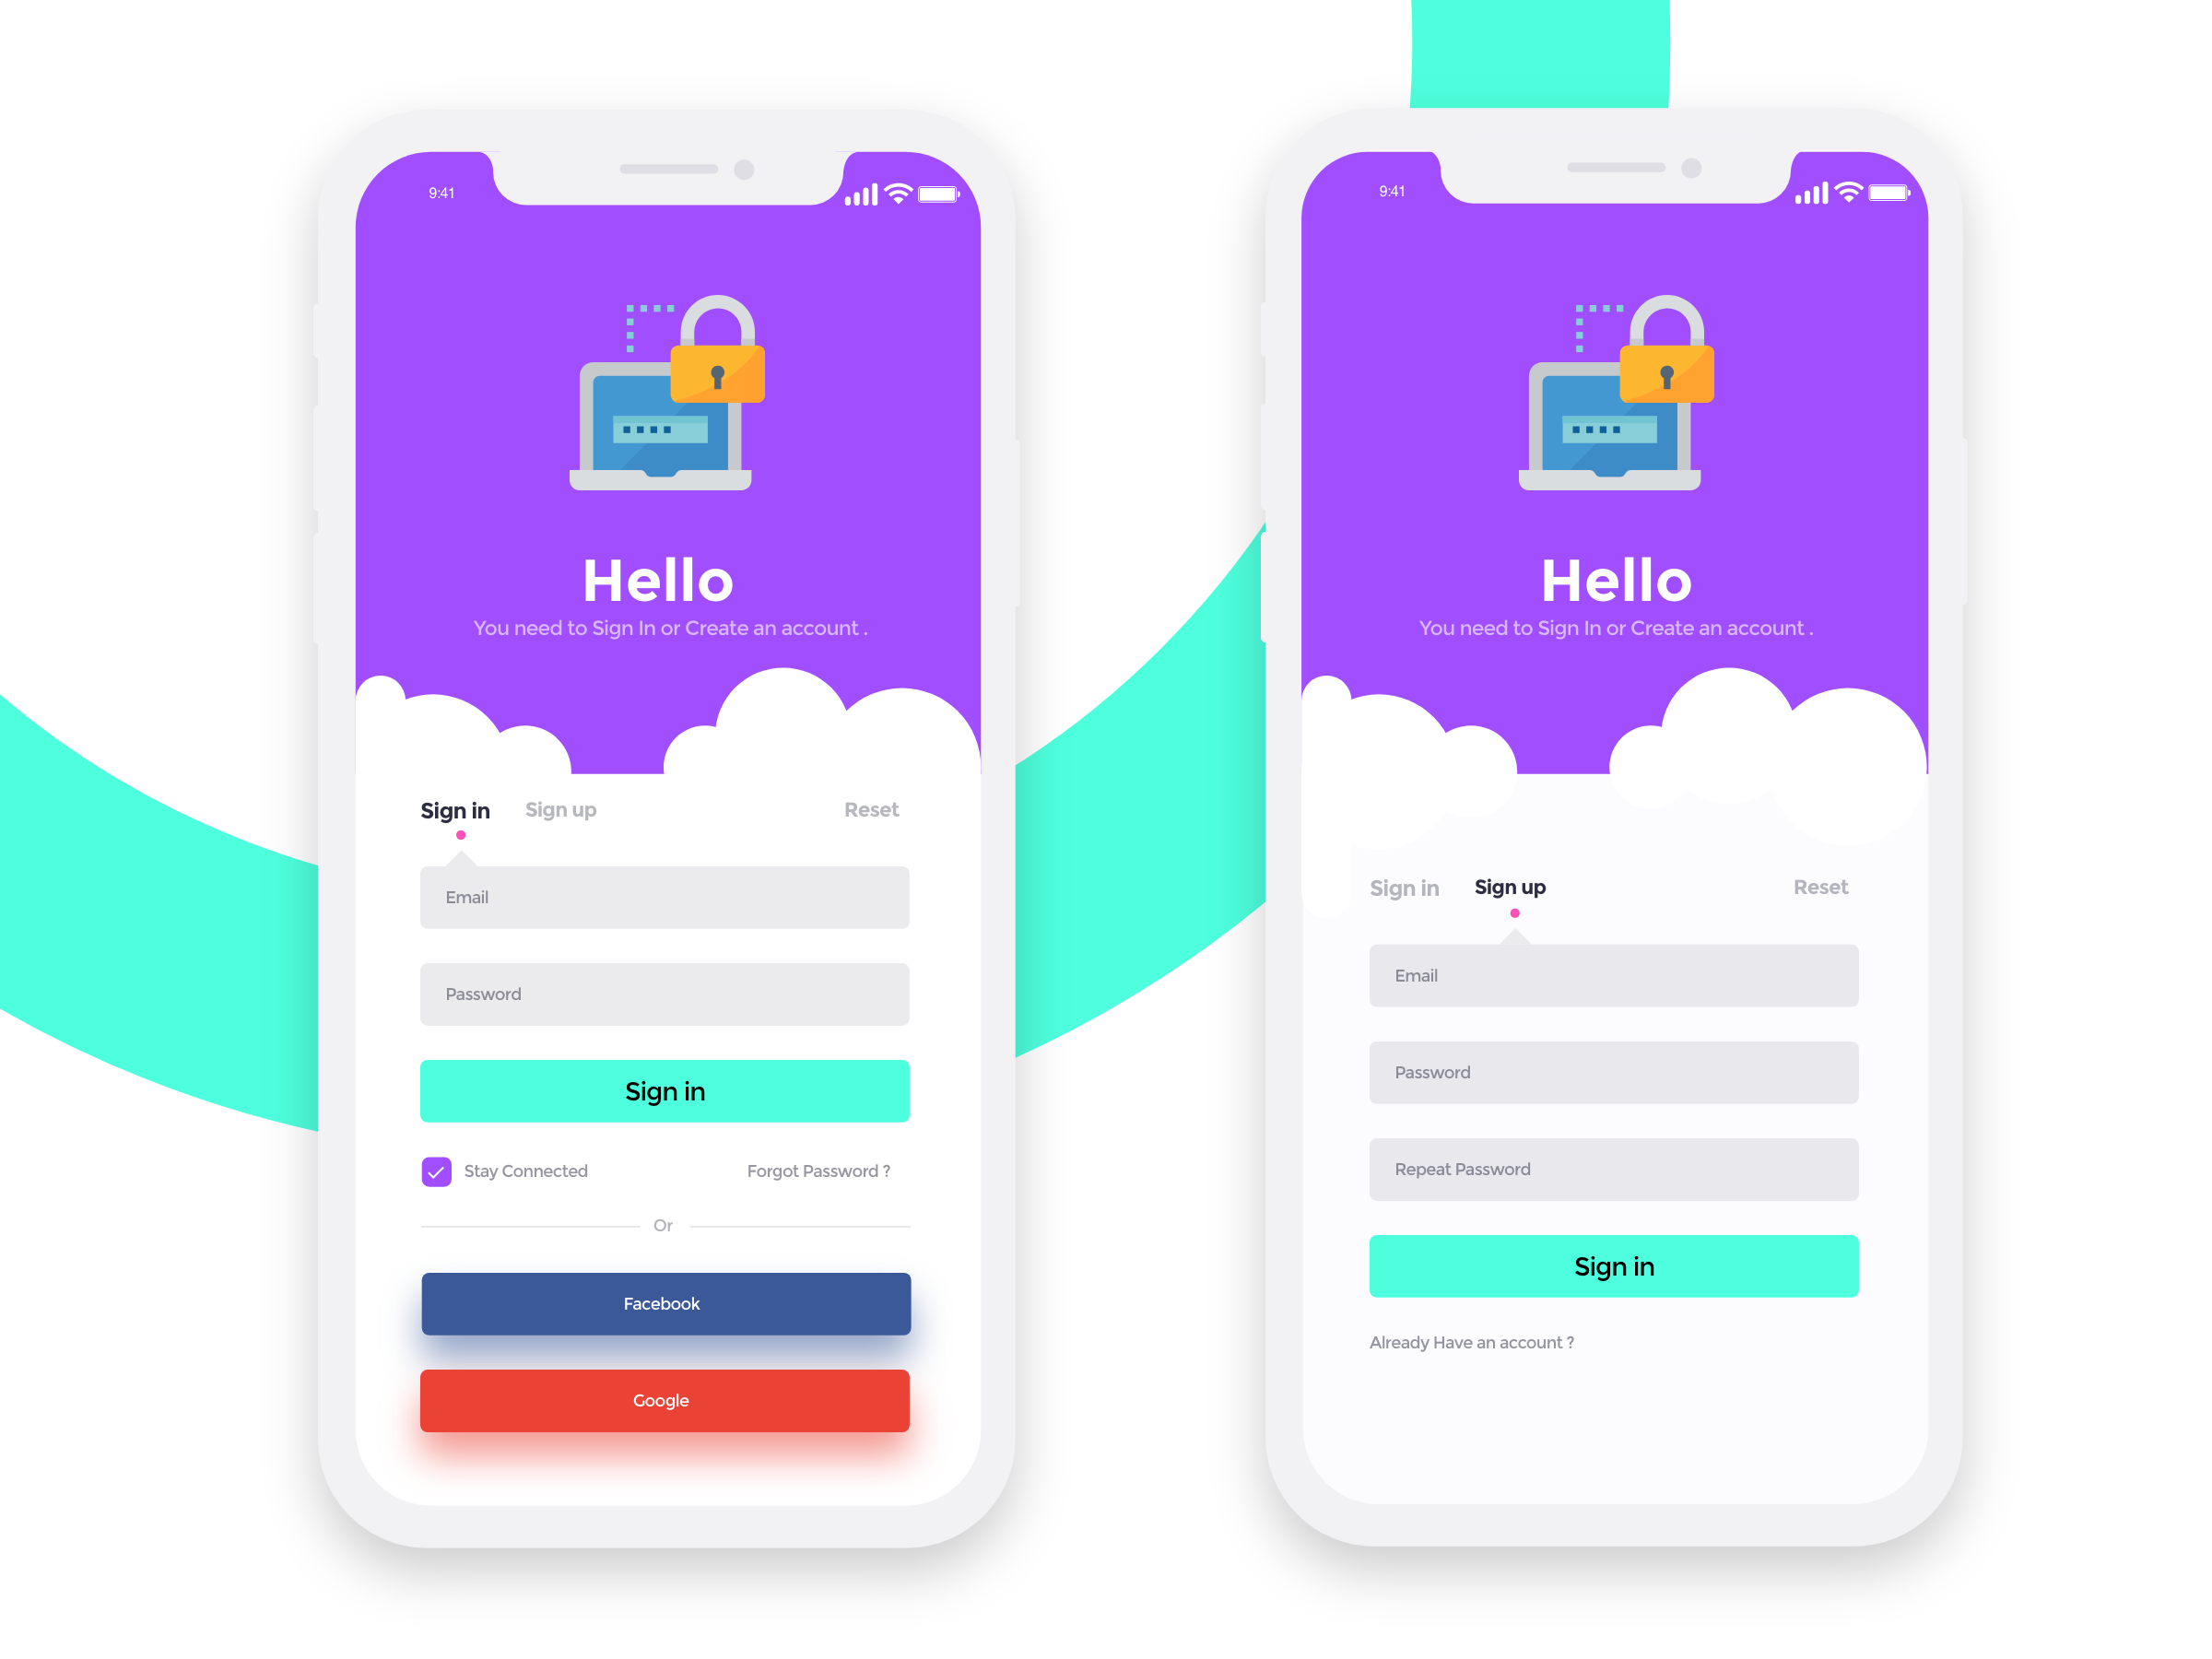 9:41
Hello
You need to Sign In or Create an account .
Sign in Sign up Reset
Email
Password
Sign in
Stay Connected Forgot Password ?
Or
Facebook
Google
9:41
Hello
You need to Sign In or Create an account .
Sign in Sign up Reset
Email
Password
Repeat Password
Sign in
Already Have an account ?